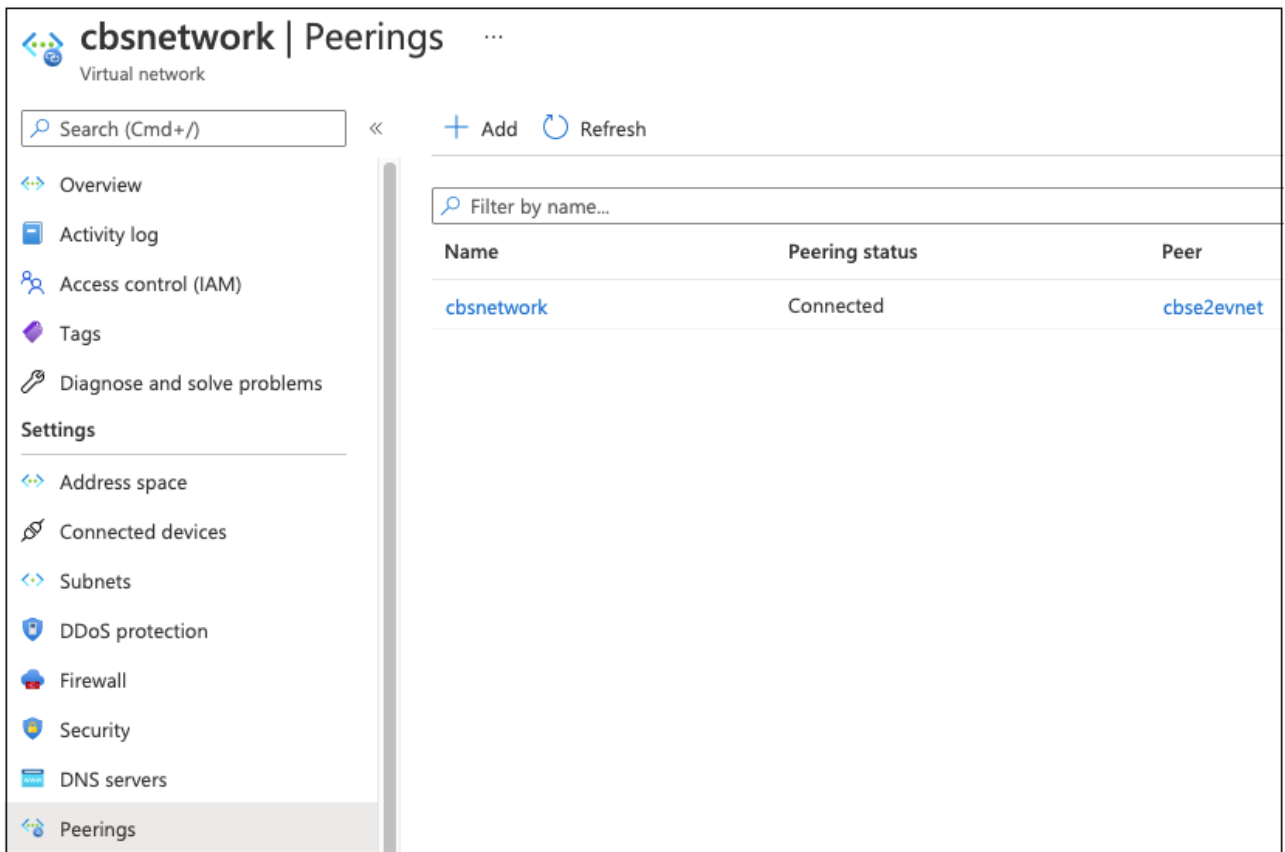 cbsnetwork | Peerings ...
Virtual network
Search (Cmd+/)
«
Add
Refresh
Overview
Activity log
Access control (IAM)
Tags
Diagnose and solve problems
Settings
Address space
Connected devices
Subnets
DDoS protection
Firewall
Security
DNS servers
Peerings
Filter by name...
Name Peering status Peer
cbsnetwork Connected cbse2evnet